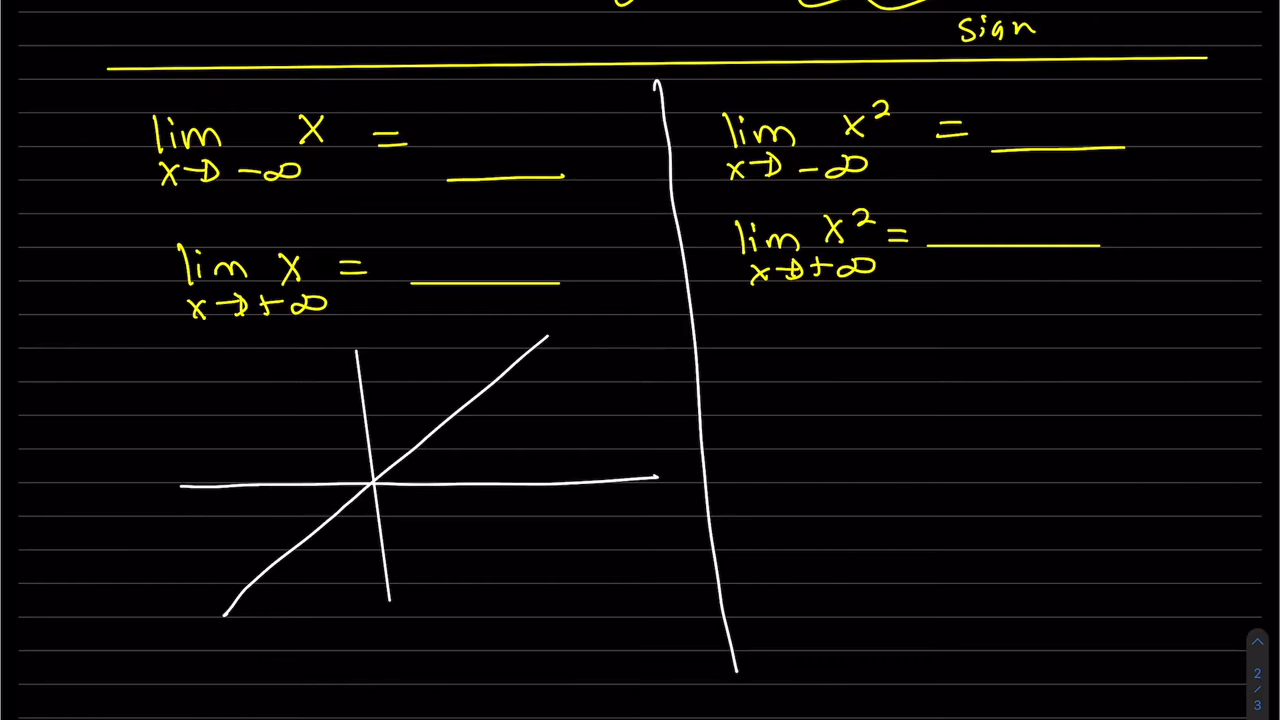 sign
lim x =
x→-∞
lim x =
x→+∞
lim x² =
x→-∞
lim x² =
x→+∞
2
/
3